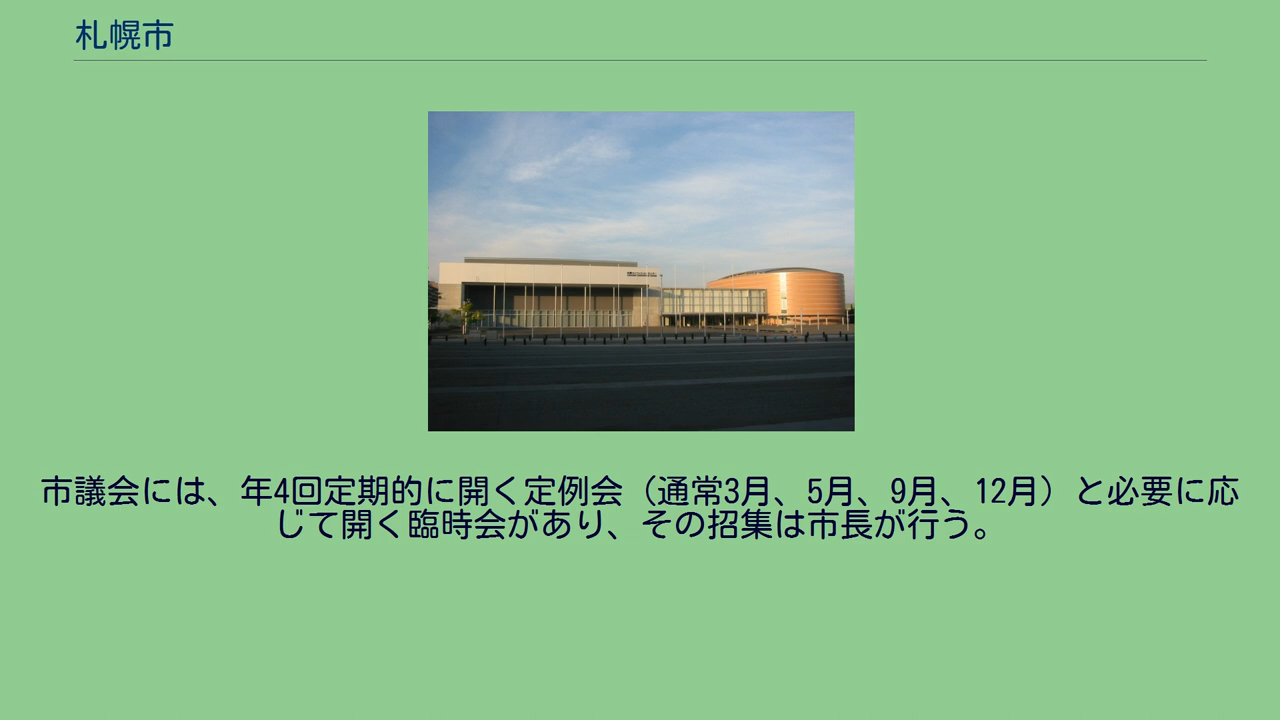 札幌市
市議会には、年4回定期的に開く定例会（通常3月、5月、9月、12月）と必要に応
じて開く臨時会があり、その招集は市長が行う。